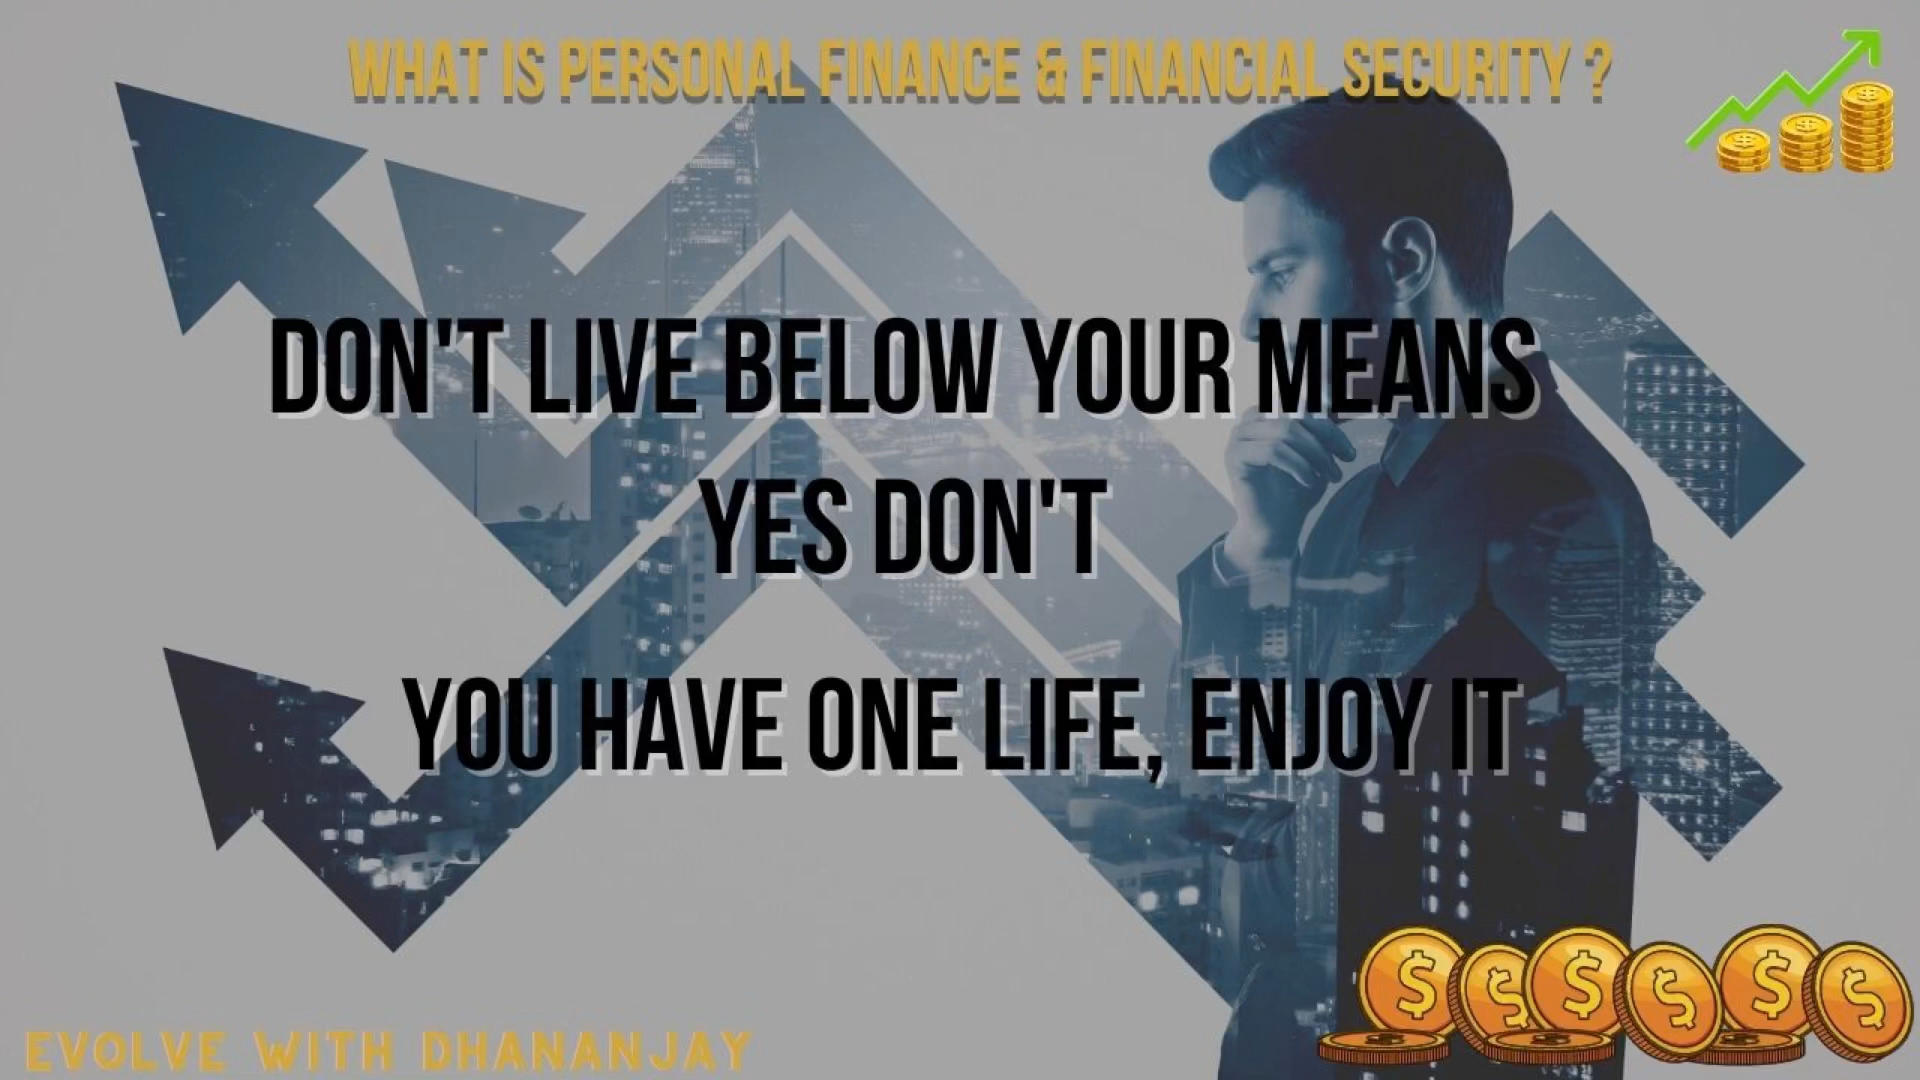 WHAT IS PERSONAL FINANCE & FINANCIAL SECURITY ?
DON'T LIVE BELOW YOUR MEANS
YES DON'T
YOU HAVE ONE LIFE, ENJOY IT
EVOLVE WITH DHANANJAY